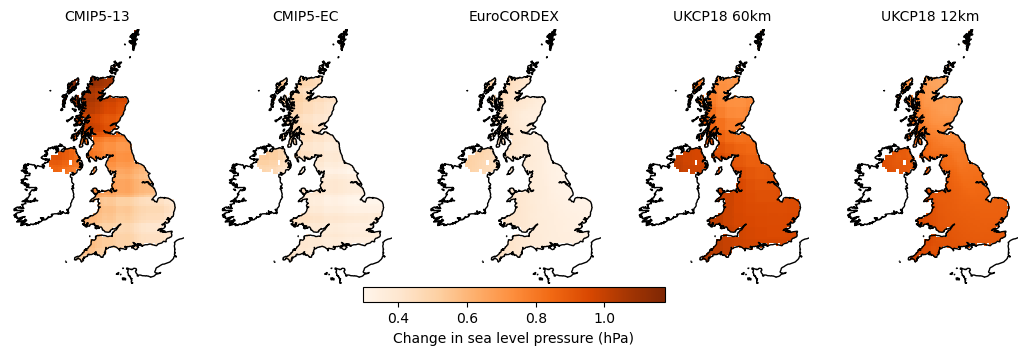 CMIP5-13 CMIP5-EC EuroCORDEX UKCP18 60km UKCP18 12km
0.4 0.6 0.8 1.0
Change in sea level pressure (hPa)